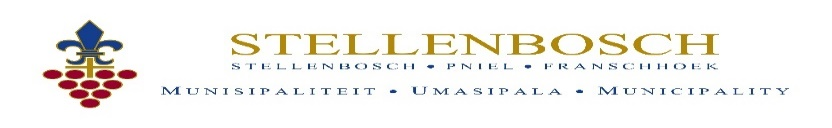 STELLENBOSCH
STELLENBOSCH • PNIEL • FRANSCHHOEK
MUNISIPALITEIT • UMASIPALA • MUNICIPALITY